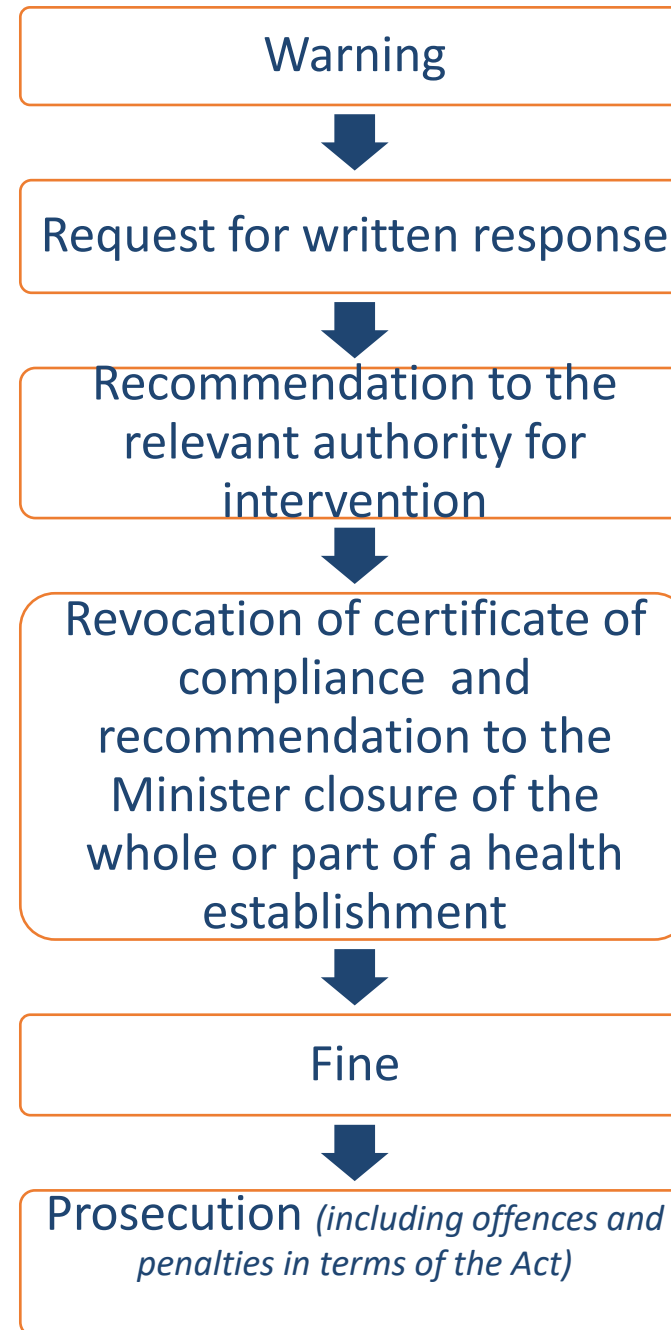 Warning
Request for written response
Recommendation to the
relevant authority for
intervention
Revocation of certificate of
compliance  and
recommendation to the
Minister closure of the
whole or part of a health
establishment
Fine
Prosecution (including offences and
penalties in terms of the Act)